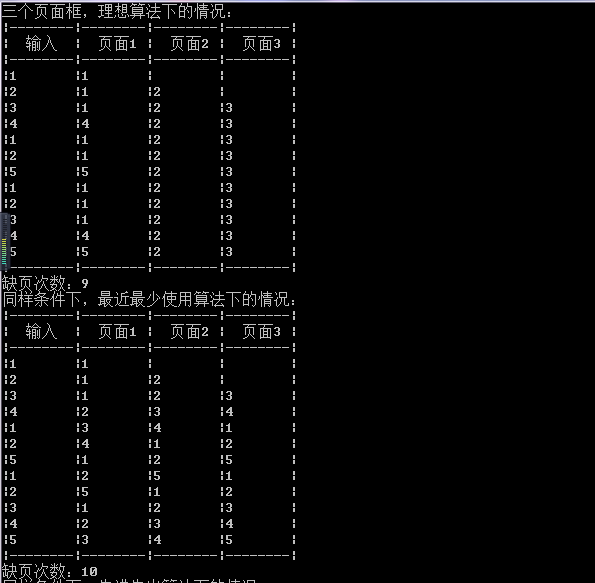 三个页面框，理想算法下的情况：
¦--------¦--------¦--------¦--------¦
¦ 输入 ¦ 页面1 ¦ 页面2 ¦ 页面3 ¦
¦--------¦--------¦--------¦--------¦
¦1 ¦1 ¦ ¦ ¦
¦2 ¦1 ¦2 ¦ ¦
¦3 ¦1 ¦2 ¦3 ¦
¦4 ¦4 ¦2 ¦3 ¦
¦1 ¦1 ¦2 ¦3 ¦
¦2 ¦1 ¦2 ¦3 ¦
¦5 ¦5 ¦2 ¦3 ¦
¦1 ¦1 ¦2 ¦3 ¦
¦2 ¦1 ¦2 ¦3 ¦
3 ¦1 ¦2 ¦3 ¦
4 ¦4 ¦2 ¦3 ¦
5 ¦5 ¦2 ¦3 ¦
¦--------¦--------¦--------¦--------¦
缺页次数：9
同样条件下，最近最少使用算法下的情况：
¦--------¦--------¦--------¦--------¦
¦ 输入 ¦ 页面1 ¦ 页面2 ¦ 页面3 ¦
¦--------¦--------¦--------¦--------¦
¦1 ¦1 ¦ ¦ ¦
¦2 ¦1 ¦2 ¦ ¦
¦3 ¦1 ¦2 ¦3 ¦
¦4 ¦2 ¦3 ¦4 ¦
¦1 ¦3 ¦4 ¦1 ¦
¦2 ¦4 ¦1 ¦2 ¦
¦5 ¦1 ¦2 ¦5 ¦
¦1 ¦2 ¦5 ¦1 ¦
¦2 ¦5 ¦1 ¦2 ¦
¦3 ¦1 ¦2 ¦3 ¦
¦4 ¦2 ¦3 ¦4 ¦
¦5 ¦3 ¦4 ¦5 ¦
¦--------¦--------¦--------¦--------¦
缺页次数：10